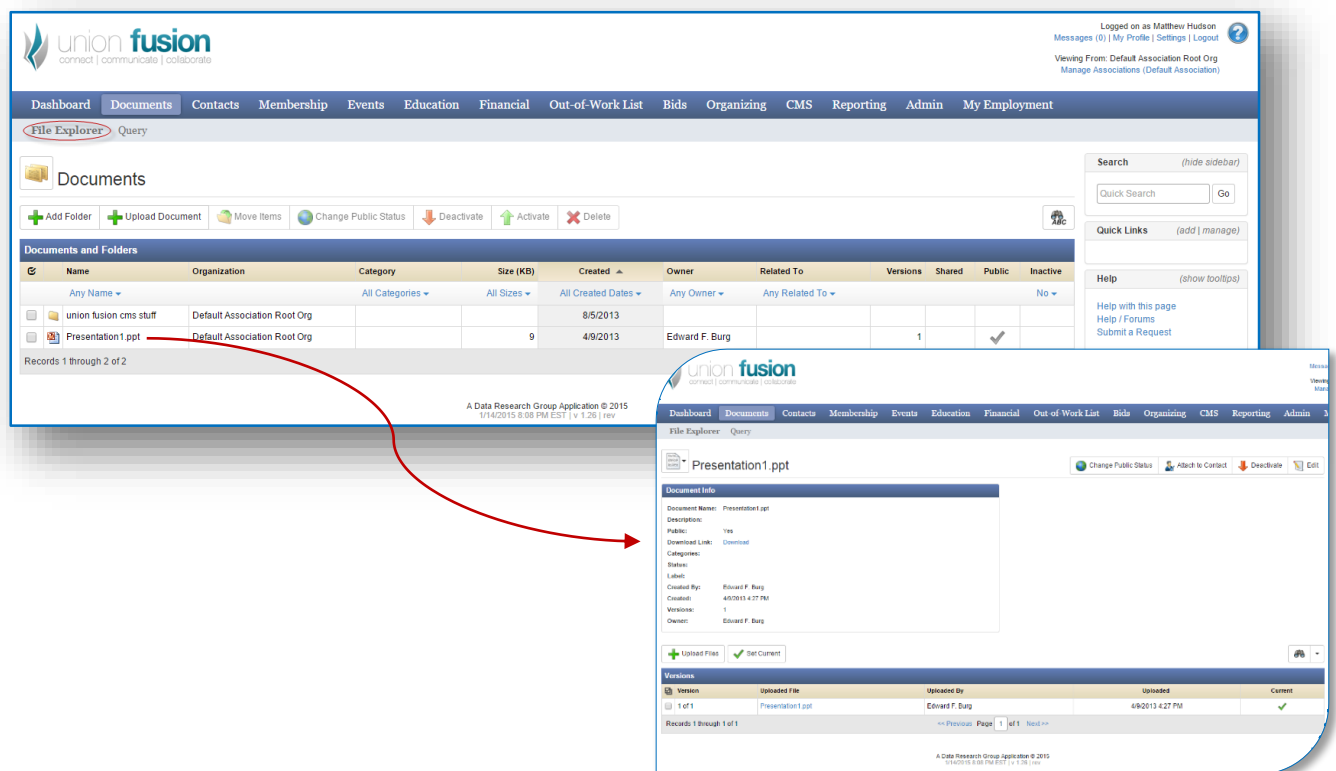 union fusion
connect | communicate | collaborate
Logged on as Matthew Hudson
Messages (0) | My Profile | Settings | Logout
Viewing From: Default Association Root Org
Manage Associations (Default Association)
Dashboard Documents Contacts Membership Events Education Financial Out-of-Work List Bids Organizing CMS Reporting Admin My Employment
File Explorer Query
Documents
Add Folder Upload Document Move Items Change Public Status Deactivate Activate Delete
ABC
Documents and Folders
Name Organization Category Size (KB) Created Owner Related To Versions Shared Public Inactive
Any Name All Categories All Sizes All Created Dates Any Owner Any Related To No
union fusion cms stuff Default Association Root Org 8/5/2013
Presentation1.ppt Default Association Root Org 9 4/9/2013 Edward F. Burg 1
Records 1 through 2 of 2
A Data Research Group Application © 2015
1/14/2015 8:08 PM EST | v 1.26 | rev
Search (hide sidebar)
Quick Search Go
Quick Links (add | manage)
Help (show tooltips)
Help with this page
Help / Forums
Submit a Request
union fusion
connect | communicate | collaborate
Dashboard Documents Contacts Membership Events Education Financial Out-of-Work List Bids Organizing CMS Reporting Admin
File Explorer Query
Presentation1.ppt
Change Public Status Attach to Contact Deactivate Edit
Document Info
Document Name: Presentation1.ppt
Description:
Public: Yes
Download Link: Download
Categories:
Status:
Label:
Created By: Edward F. Burg
Created: 4/9/2013 4:27 PM
Versions: 1
Owner: Edward F. Burg
Upload Files Set Current
Versions
Version Uploaded File Uploaded By Uploaded Current
1 of 1 Presentation1.ppt Edward F. Burg 4/9/2013 4:27 PM
Records 1 through 1 of 1 << Previous Page 1 of 1 Next >>
A Data Research Group Application © 2015
1/14/2015 8:08 PM EST | v 1.26 | rev